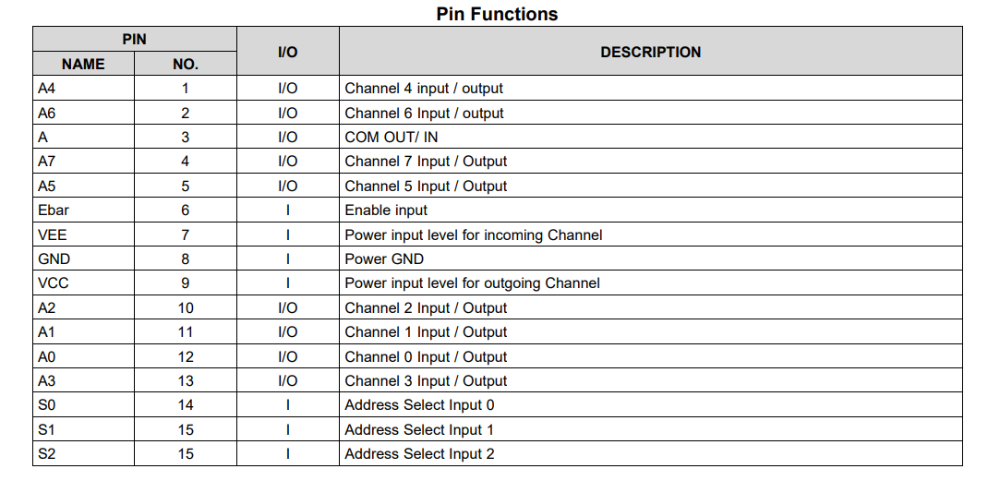 Pin Functions
PIN I/O DESCRIPTION
NAME NO.
A4 1 I/O Channel 4 input / output
A6 2 I/O Channel 6 Input / output
A 3 I/O COM OUT/ IN
A7 4 I/O Channel 7 Input / Output
A5 5 I/O Channel 5 Input / Output
Ebar 6 I Enable input
VEE 7 I Power input level for incoming Channel
GND 8 I Power GND
VCC 9 I Power input level for outgoing Channel
A2 10 I/O Channel 2 Input / Output
A1 11 I/O Channel 1 Input / Output
A0 12 I/O Channel 0 Input / Output
A3 13 I/O Channel 3 Input / Output
S0 14 I Address Select Input 0
S1 15 I Address Select Input 1
S2 15 I Address Select Input 2